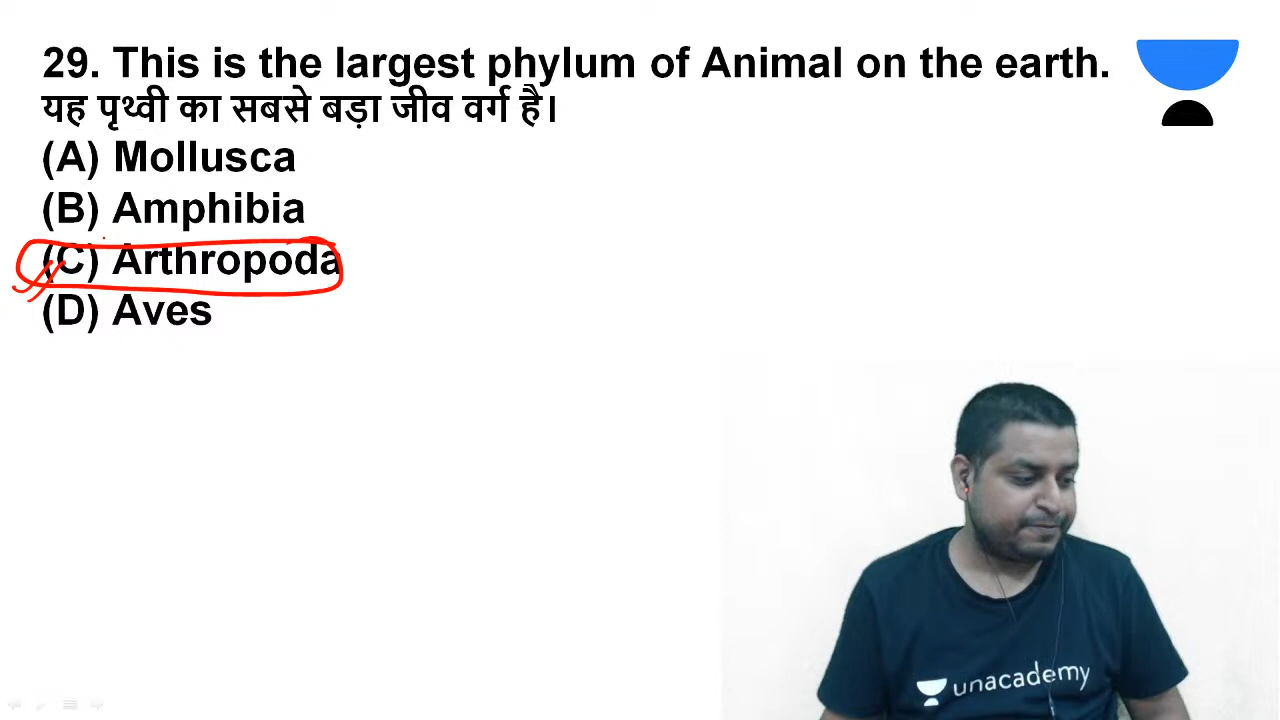 29. This is the largest phylum of Animal on the earth.
यह पृथ्वी का सबसे बड़ा जीव वर्ग है।
(A) Mollusca
(B) Amphibia
(C) Arthropoda
(D) Aves
unacademy